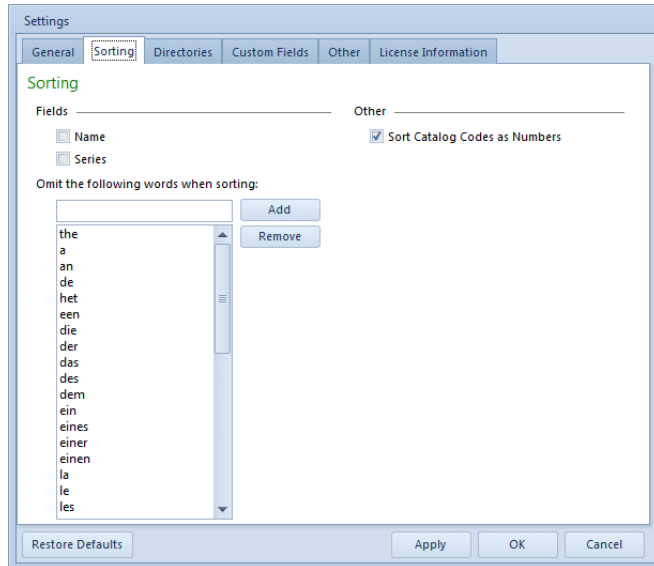 Settings
General Sorting Directories Custom Fields Other License Information
Sorting
Fields Other
Name Sort Catalog Codes as Numbers
Series
Omit the following words when sorting:
Add
the Remove
a
an
de
het
een
die
der
das
des
dem
ein
eines
einer
einen
la
le
les
Restore Defaults Apply OK Cancel